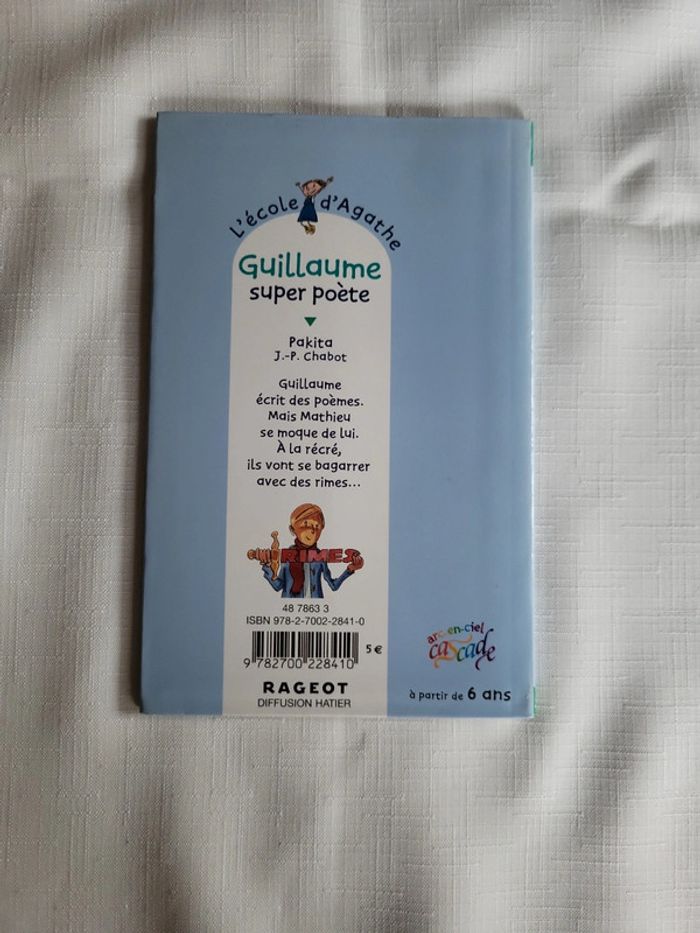 L'école d'Agathe
Guillaume
super poète
Pakita
J.-P. Chabot
Guillaume
écrit des poèmes.
Mais Mathieu
se moque de lui.
À la récré,
ils vont se bagarrer
avec des rimes...
RIMES
48 7863 3
ISBN 978-2-7002-2841-0
5 €
9 782700 228410
RAGEOT
DIFFUSION HATIER
arc-en-ciel
cascade
à partir de 6 ans